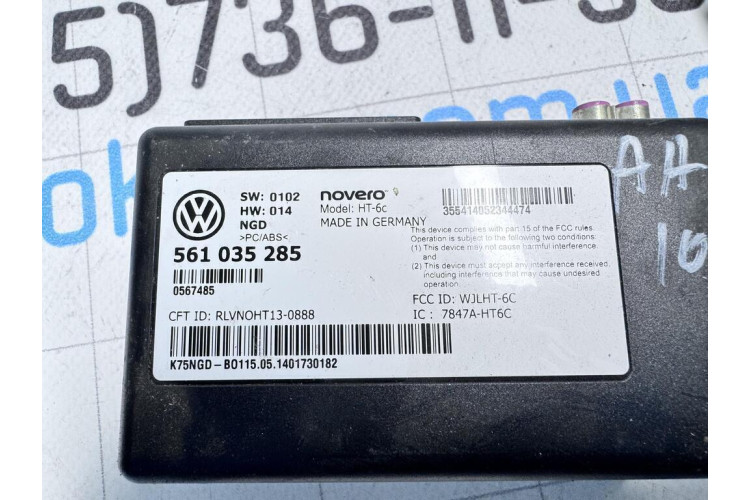 5)736-11-3
ok
om.ua
SW: 0102
HW: 014
NGD
>PC/ABS<
561 035 285
0567485
CFT ID: RLVNOHT13-0888
K75NGD-B0115.05.1401730182
novero
Model: HT-6c
MADE IN GERMANY
355414052344474
This device complies with part 15 of the FCC rules.
Operation is subject to the following two conditions:
(1) This device may not cause harmful interference,
and
(2) This device must accept any interference received,
including interference that may cause undesired
operation.
FCC ID: WJLHT-6C
IC : 7847A-HT6C